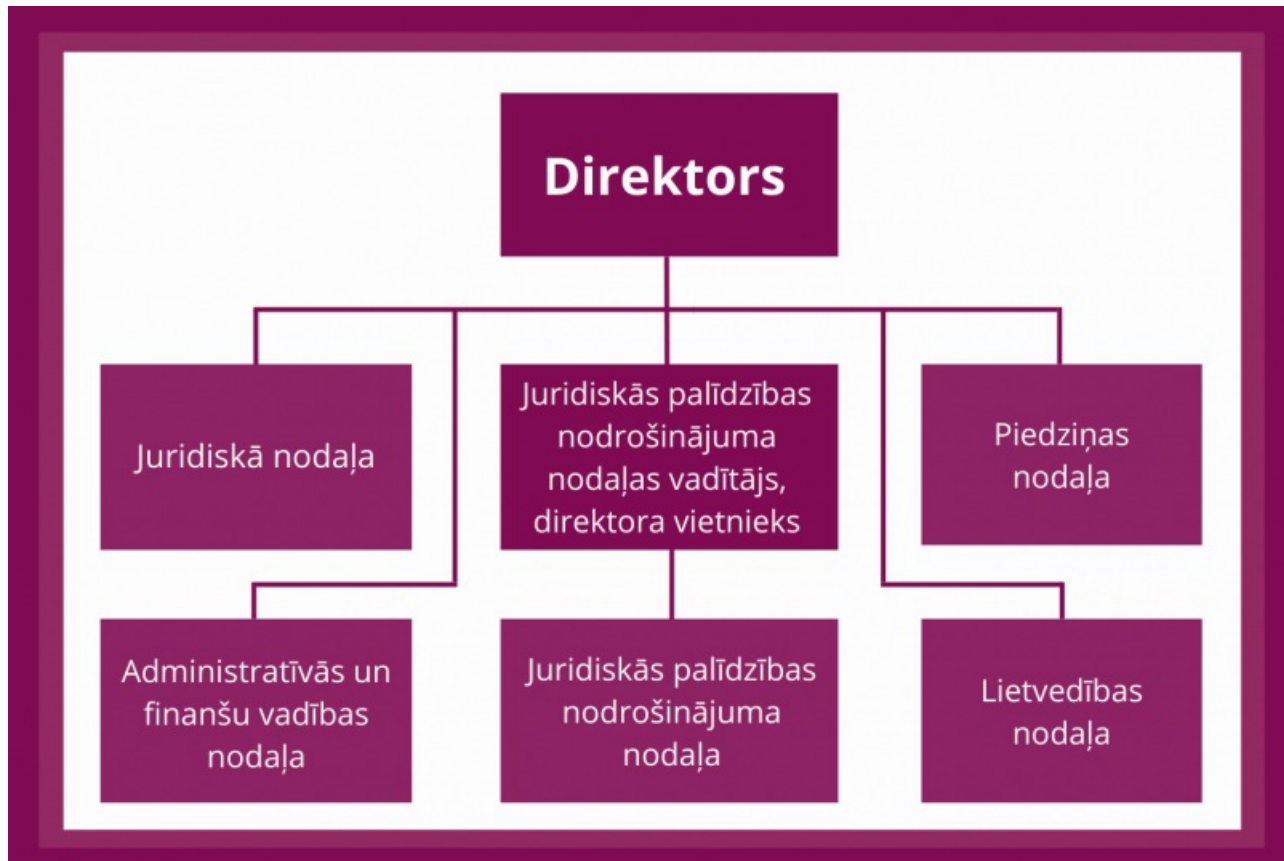 Direktors
Juridiskā nodaļa
Juridiskās palīdzības
nodrošinājuma
nodaļas vadītājs,
direktora vietnieks
Piedziņas
nodaļa
Administratīvās un
finanšu vadības
nodaļa
Juridiskās palīdzības
nodrošinājuma
nodaļa
Lietvedības
nodaļa